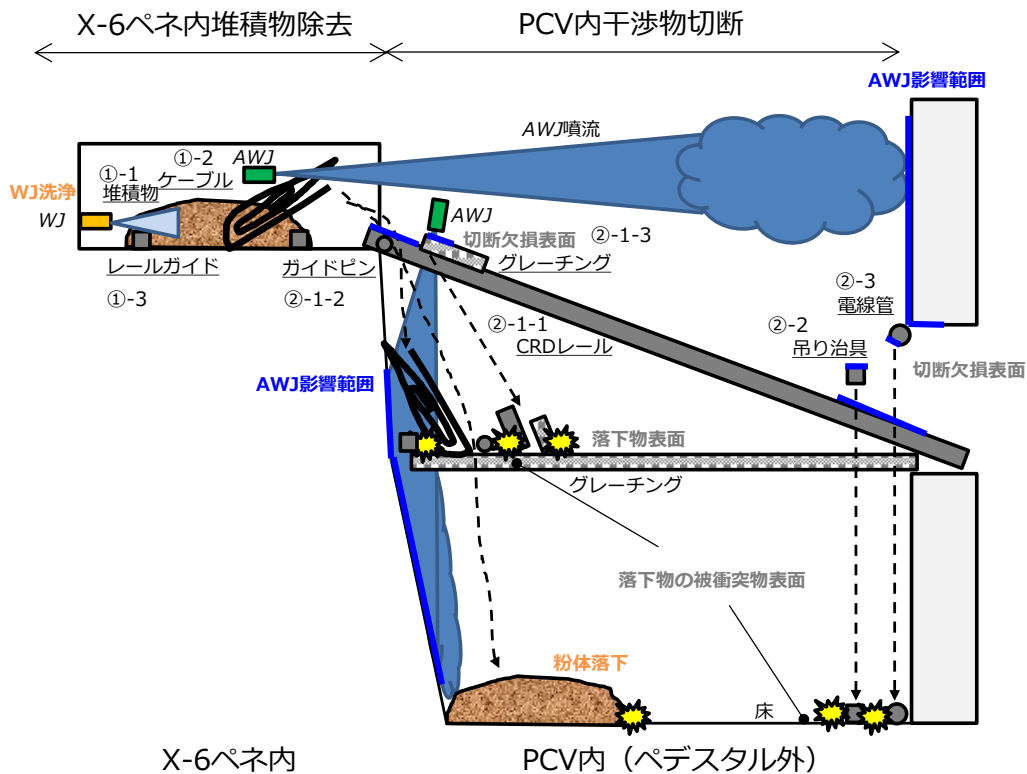 X-6ペネ内堆積物除去
PCV内干渉物切断
AWJ影響範囲
AWJ噴流
①-2
AWJ
ケーブル
①-1
堆積物
WJ洗浄
WJ
AWJ
切断欠損表面
②-1-3
グレーチング
レールガイド
ガイドピン
①-3
②-1-2
②-3
電線管
②-1-1
CRDレール
②-2
吊り治具
切断欠損表面
AWJ影響範囲
落下物表面
グレーチング
落下物の被衝突物表面
粉体落下
床
X-6ペネ内
PCV内（ペデスタル外）